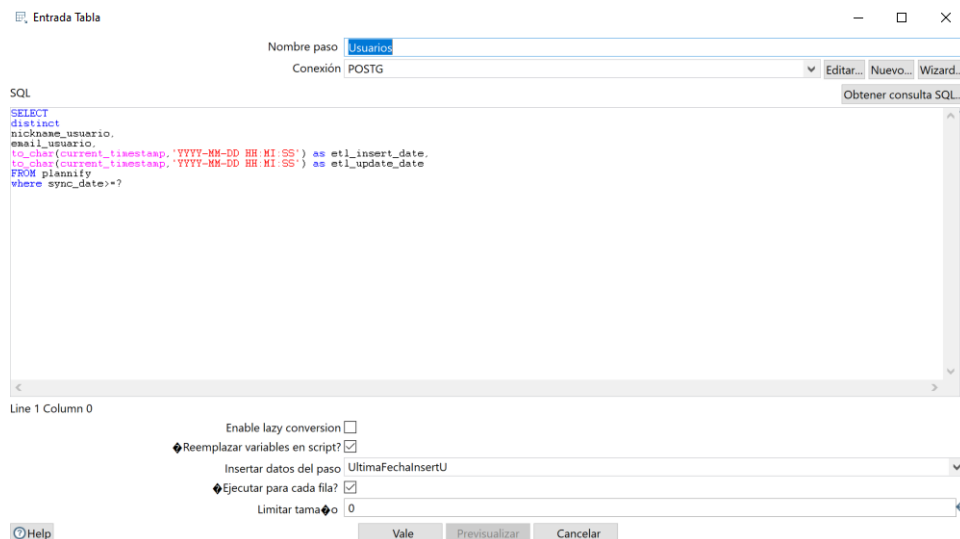 Entrada Tabla
Nombre paso Usuarios
Conexión POSTG Editar... Nuevo... Wizard..
SQL Obtener consulta SQL..
SELECT
distinct
nickname_usuario,
email_usuario,
to_char(current_timestamp,'YYYY-MM-DD HH:MI:SS') as etl_insert_date,
to_char(current_timestamp,'YYYY-MM-DD HH:MI:SS') as etl_update_date
FROM plannify
where sync_date>=?
Line 1 Column 0
Enable lazy conversion
�Reemplazar variables en script?
Insertar datos del paso UltimaFechaInsertU
�Ejecutar para cada fila?
Limitar tama�o 0
Help Vale Previsualizar Cancelar